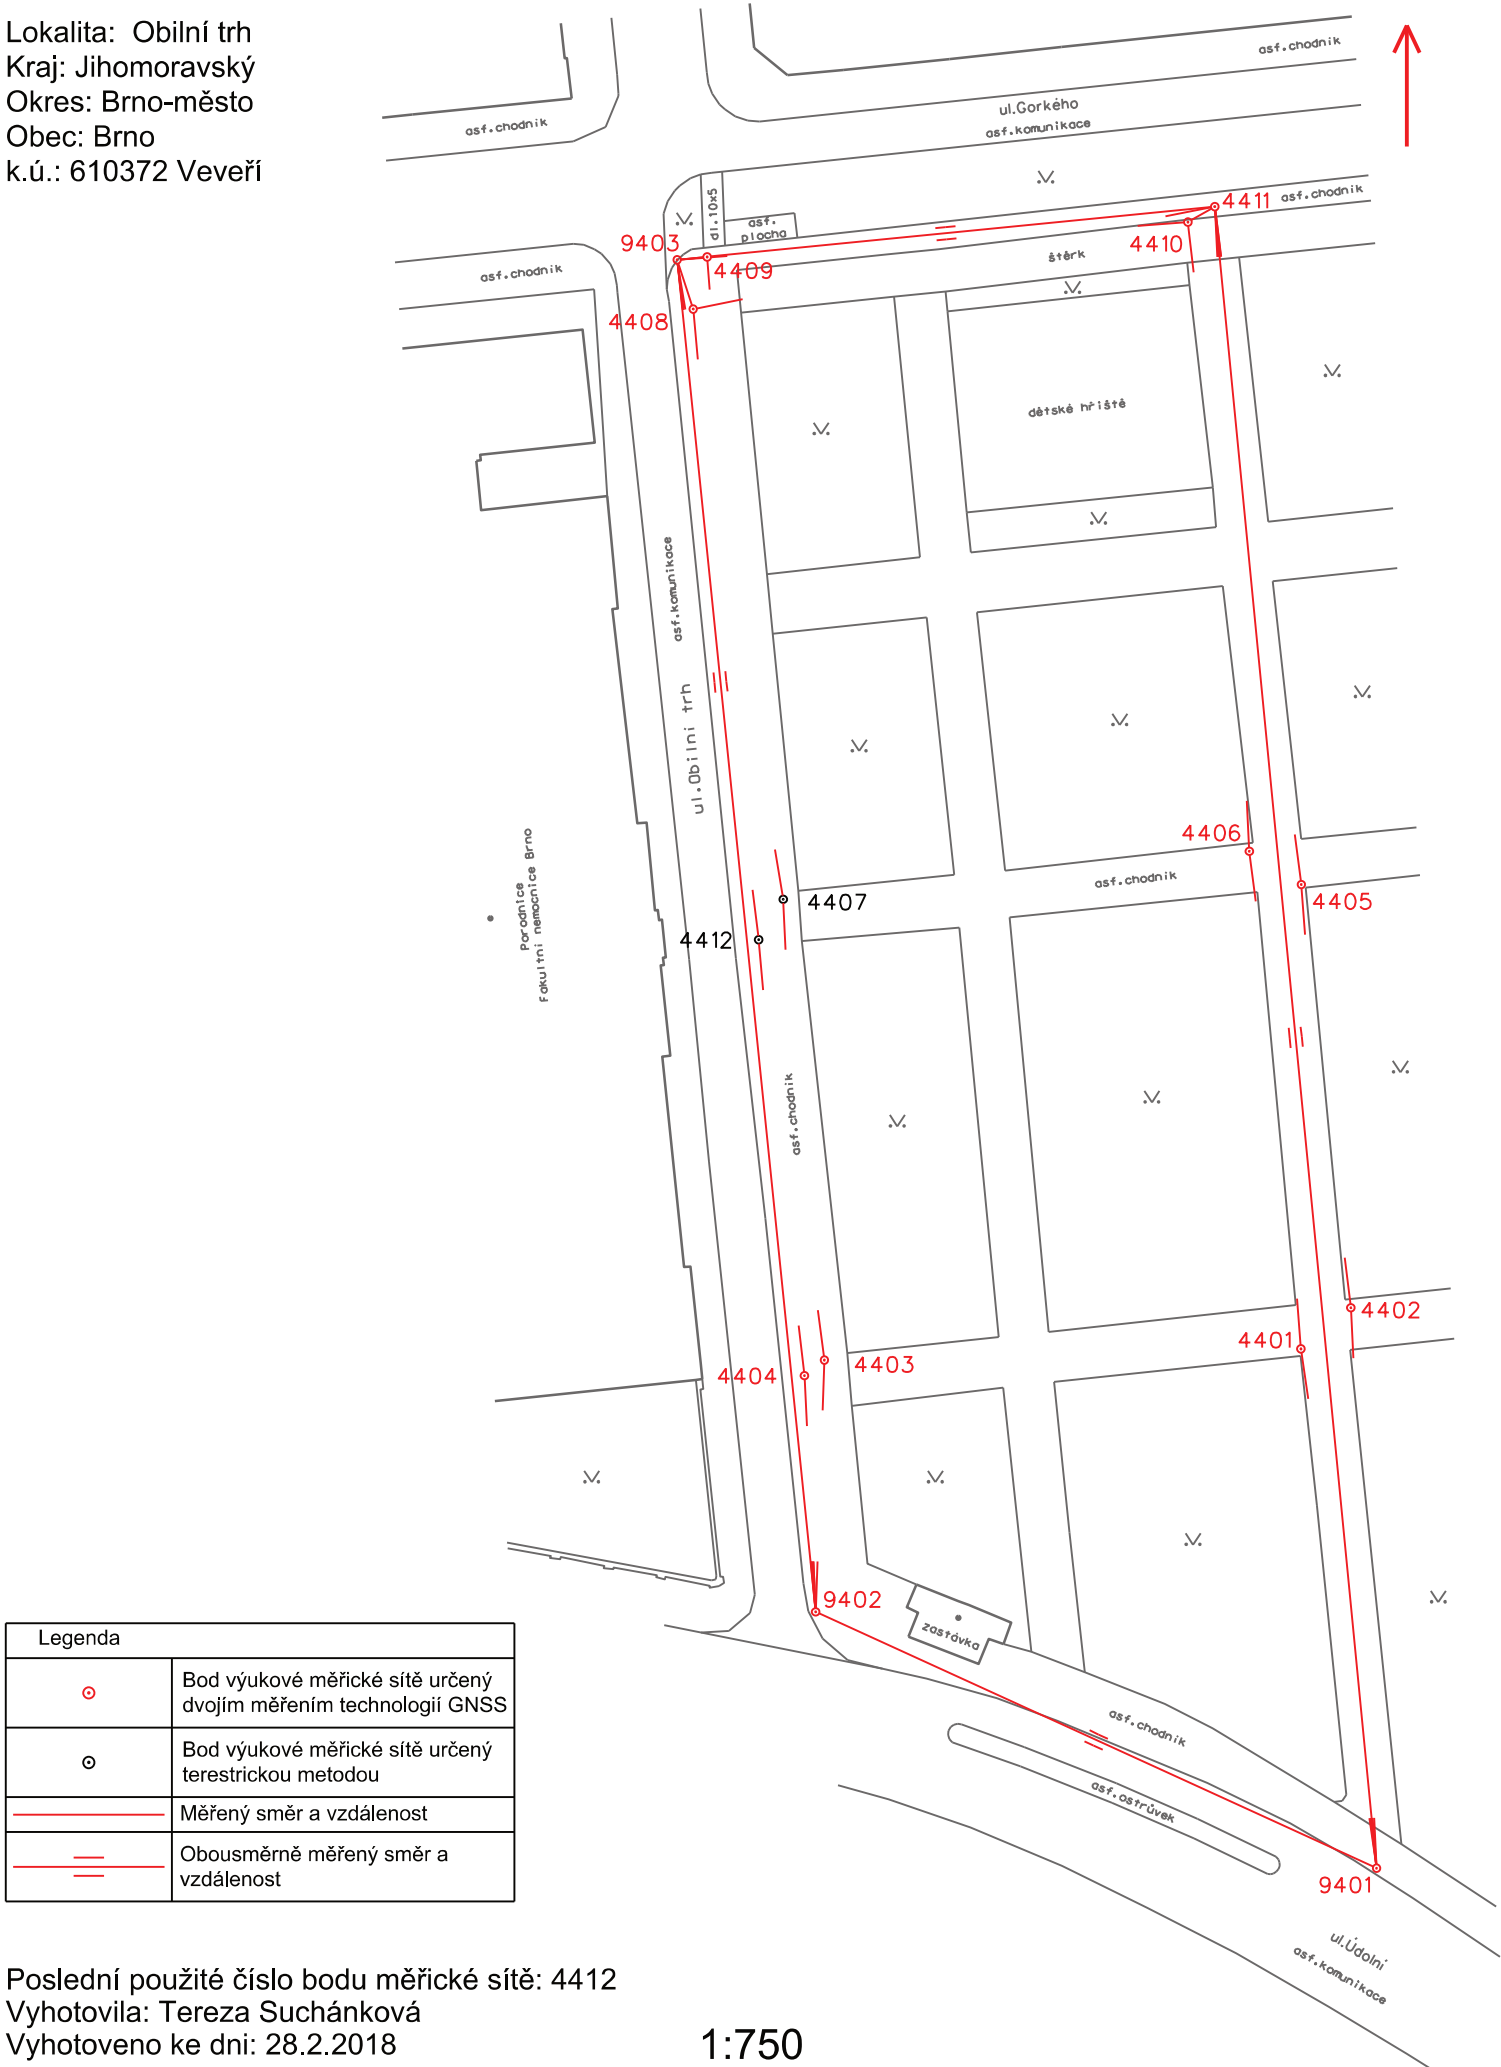 Lokalita: Obilní trh
Kraj: Jihomoravský
Okres: Brno-město
Obec: Brno
k.ú.: 610372 Veveří
asf.chodník
asf.chodník
ul.Gorkého
asf.komunikace
asf.chodník
4411
dl.10x5
asf.
plocha
9403
4409
4410
štěrk
asf.chodník
4408
dětské hřiště
asf.komunikace
ul.Obilní trh
4406
asf.chodník
4405
4407
4412
Porodnice
Fakultní nemocnice Brno
asf.chodník
4402
4401
4403
4404
9402
zastávka
asf.chodník
asf.ostrůvek
9401
ul.Údolní
asf.komunikace
Legenda
Bod výukové měřické sítě určený
dvojím měřením technologií GNSS
Bod výukové měřické sítě určený
terestrickou metodou
Měřený směr a vzdálenost
Obousměrně měřený směr a
vzdálenost
Poslední použité číslo bodu měřické sítě: 4412
Vyhotovila: Tereza Suchánková
Vyhotoveno ke dni: 28.2.2018
1:750